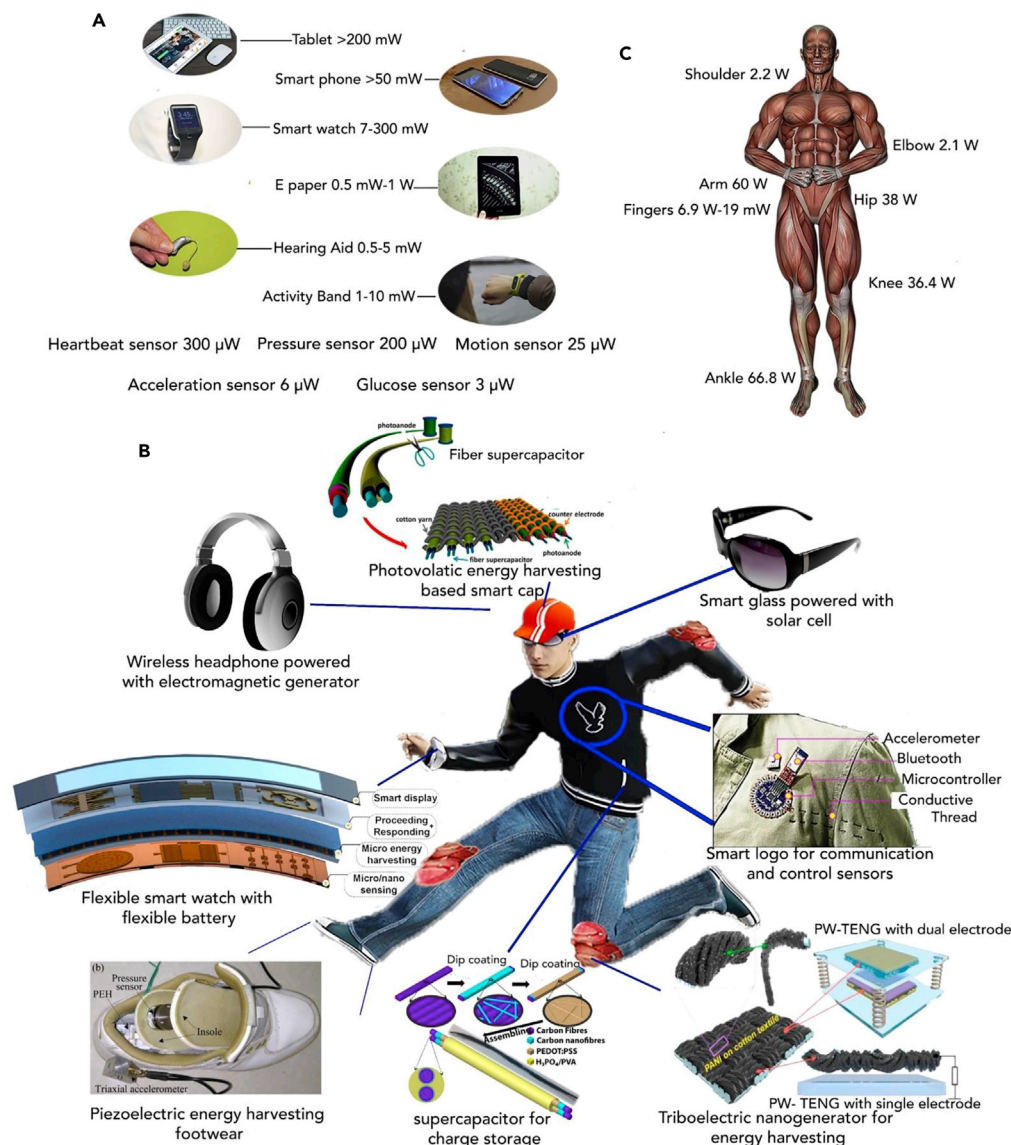 A
Tablet >200 mW
Smart phone >50 mW
Smart watch 7-300 mW
E paper 0.5 mW-1 W
Hearing Aid 0.5-5 mW
Activity Band 1-10 mW
Heartbeat sensor 300 μW
Pressure sensor 200 μW
Motion sensor 25 μW
Acceleration sensor 6 μW
Glucose sensor 3 μW
C
Shoulder 2.2 W
Elbow 2.1 W
Arm 60 W
Hip 38 W
Fingers 6.9 W-19 mW
Knee 36.4 W
Ankle 66.8 W
B
photoanode
Fiber supercapacitor
cotton yarn
counter electrode
photoanode
fiber supercapacitor
Photovolatic energy harvesting
based smart cap
Smart glass powered with
solar cell
Wireless headphone powered
with electromagnetic generator
Accelerometer
Bluetooth
Microcontroller
Conductive
Thread
Smart logo for communication
and control sensors
Smart display
Proceeding
Responding
Micro energy
harvesting
Micro/nano
sensing
Flexible smart watch with
flexible battery
(b)
Pressure
sensor
PEH
Insole
Triaxial accelerometer
Piezoelectric energy harvesting
footwear
Dip coating
Dip coating
Assembling
Carbon Fibres
Carbon nanofibres
PEDOT:PSS
H₃PO₄/PVA
supercapacitor for
charge storage
PW-TENG with dual electrode
PANI on cotton textile
PW- TENG with single electrode
Triboelectric nanogenerator for
energy harvesting